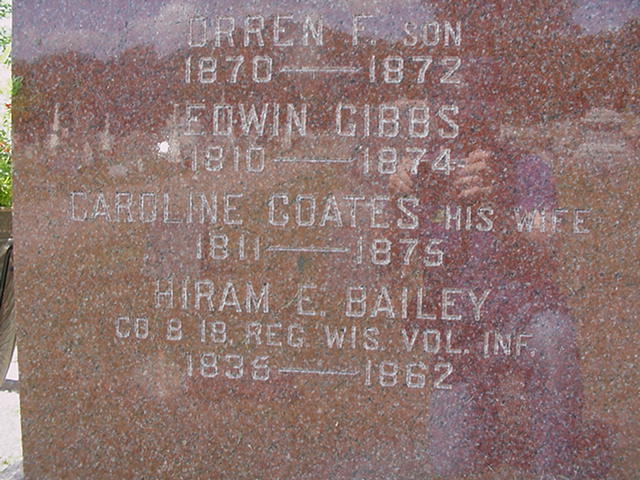 ORREN F. SON
1870——1872
EDWIN GIBBS
1810——1874
CAROLINE COATES HIS WIFE
1811——1875
HIRAM E. BAILEY
CO B 18. REG. WIS. VOL. INF.
1836——1862